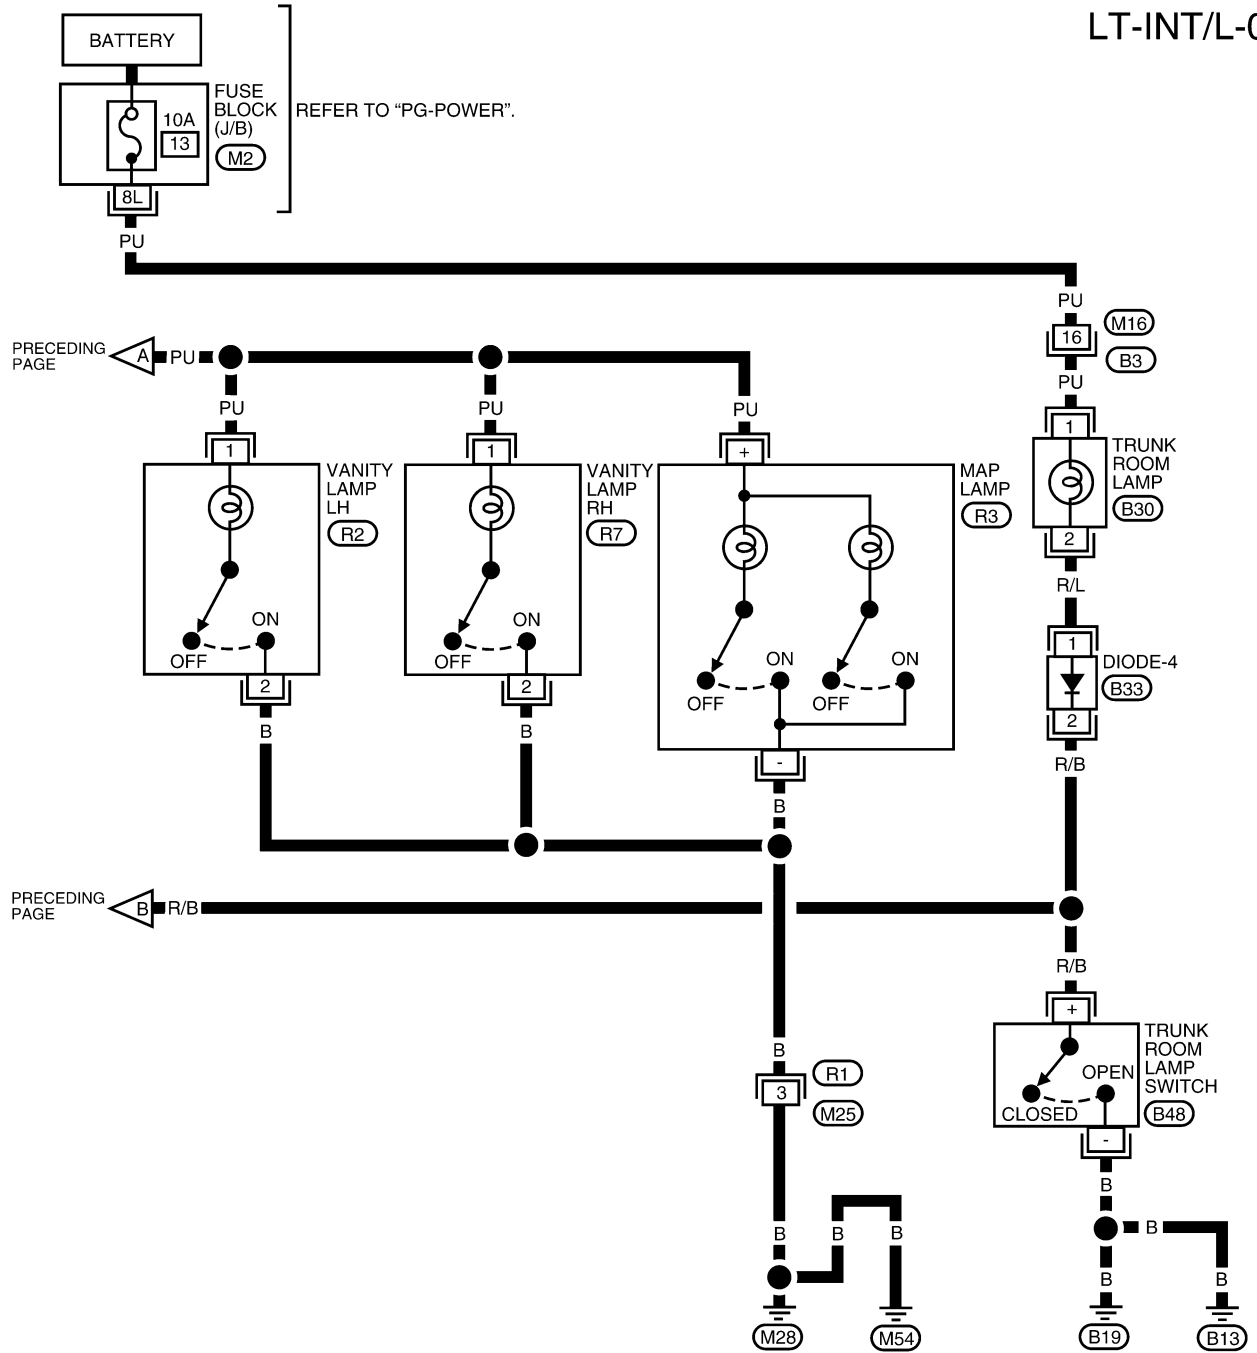 LT-INT/L-0
BATTERY
FUSE
BLOCK
(J/B)
M2
10A
13
REFER TO “PG-POWER”.
8L
PU
PU
16
M16
B3
PU
PRECEDING
PAGE
A
PU
PU
PU
PU
1
1
+
1
VANITY
LAMP
LH
R2
VANITY
LAMP
RH
R7
MAP
LAMP
R3
TRUNK
ROOM
LAMP
B30
2
R/L
ON
OFF
ON
OFF
ON
OFF
ON
OFF
1
DIODE-4
B33
2
R/B
2
B
2
B
-
B
PRECEDING
PAGE
B
R/B
R/B
+
TRUNK
ROOM
LAMP
SWITCH
B48
OPEN
CLOSED
-
B
3
R1
M25
B
B
B
B
B
B
B
M28
M54
B19
B13